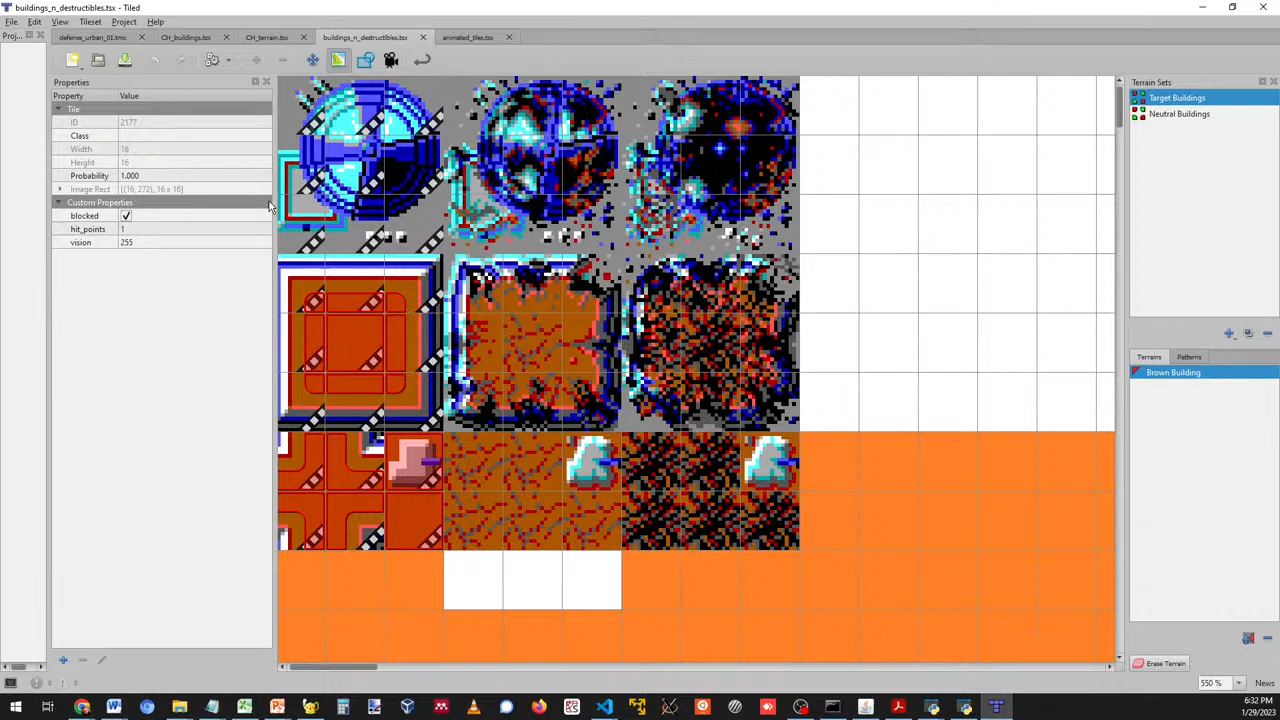 buildings_n_destructibles.tsx - Tiled
File Edit View Tileset Project Help
Proj...
defense_urban_01.tmx
CH_buildings.tsx
CH_terrain.tsx
buildings_n_destructibles.tsx
animated_tiles.tsx
Properties
Property Value
Tile
ID 2177
Class
Width 16
Height 16
Probability 1.000
Image Rect [(16, 272), 16 x 16]
Custom Properties
blocked
hit_points 1
vision 255
Terrain Sets
Target Buildings
Neutral Buildings
Terrains Patterns
Brown Building
Erase Terrain
0 0
550 %
News
6:32 PM
1/29/2023